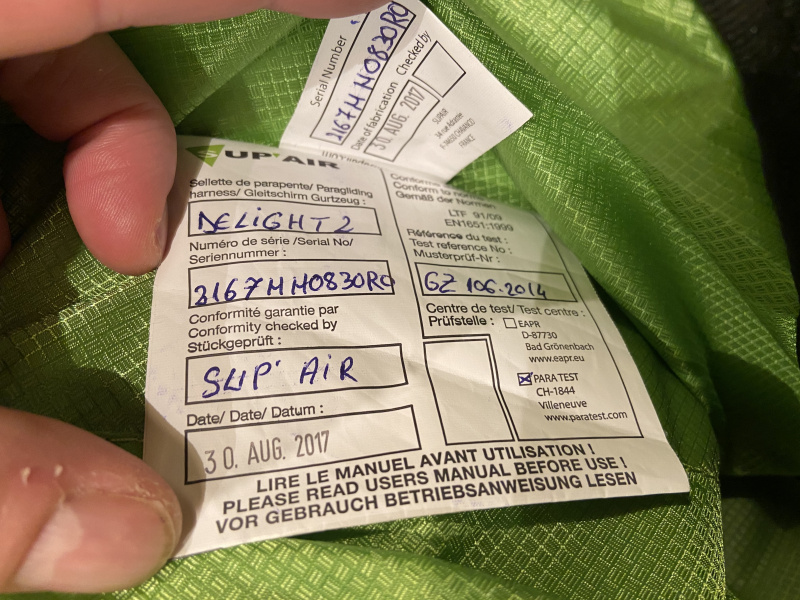 Serial Number
3167MH0830RO
Date of fabrication
30 AUG. 2017
Checked by
SUPAIR
FRANCE
SUP'AIR
Sellette de parapente/ Paragliding
harness/ Gleitschirm Gurtzeug :
DELiGHT 2
Numéro de série /Serial No/
Seriennummer :
3167MH0830RO
Conformité garantie par
Conformity checked by
Stückgeprüft :
SUP' AiR
Date/ Date/ Datum :
30. AUG. 2017
Conform to
Gemäß der Normen
LTF 91/09
EN1651:1999
Référence du test :
Test reference No :
Musterprüf-Nr :
GZ 106.2014
Centre de test/ Test centre :
Prüfstelle :
EAPR
D-87730
Bad Grönenbach
www.eapr.eu
PARA TEST
CH-1844
Villeneuve
www.paratest.com
LIRE LE MANUEL AVANT UTILISATION !
PLEASE READ USERS MANUAL BEFORE USE !
VOR GEBRAUCH BETRIEBSANWEISUNG LESEN